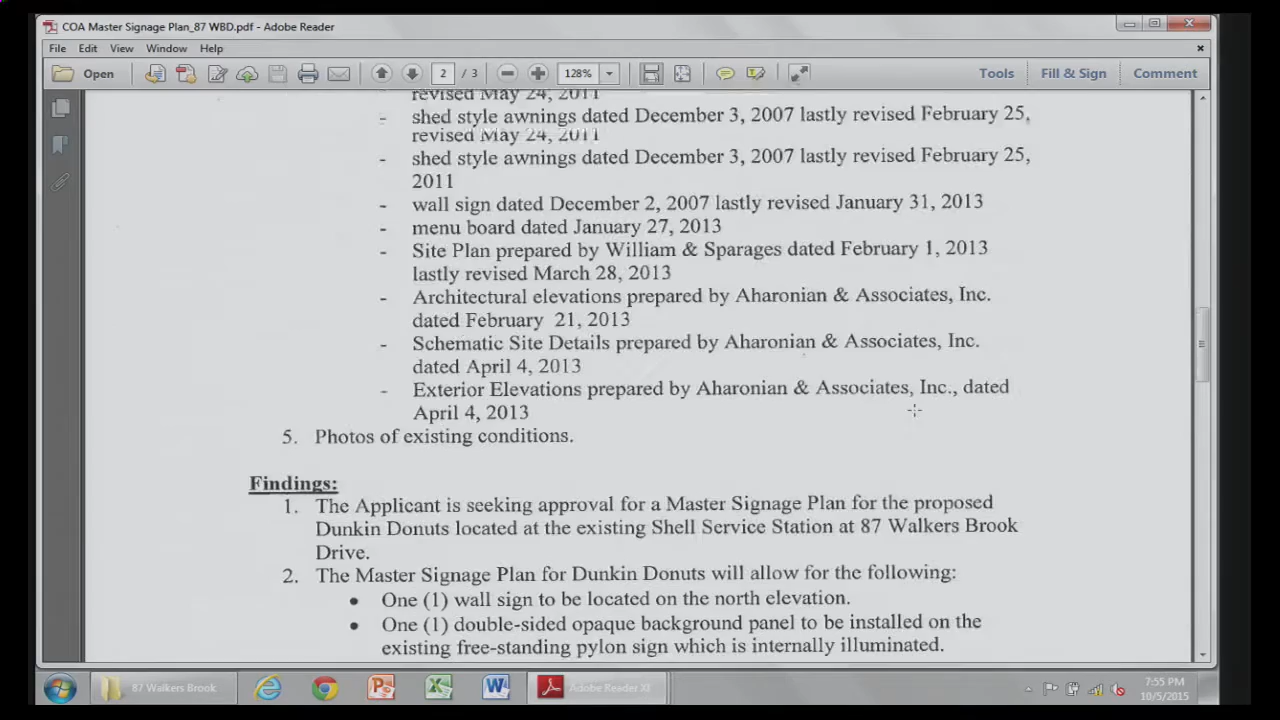 COA Master Signage Plan_87 WBD.pdf - Adobe Reader
File Edit View Window Help
Open 2 / 3 128% Tools Fill & Sign Comment
revised May 24, 2011
- shed style awnings dated December 3, 2007 lastly revised February 25,
revised May 24, 2011
- shed style awnings dated December 3, 2007 lastly revised February 25,
2011
- wall sign dated December 2, 2007 lastly revised January 31, 2013
- menu board dated January 27, 2013
- Site Plan prepared by William & Sparages dated February 1, 2013
lastly revised March 28, 2013
- Architectural elevations prepared by Aharonian & Associates, Inc.
dated February 21, 2013
- Schematic Site Details prepared by Aharonian & Associates, Inc.
dated April 4, 2013
- Exterior Elevations prepared by Aharonian & Associates, Inc., dated
April 4, 2013
5. Photos of existing conditions.
Findings:
1. The Applicant is seeking approval for a Master Signage Plan for the proposed
Dunkin Donuts located at the existing Shell Service Station at 87 Walkers Brook
Drive.
2. The Master Signage Plan for Dunkin Donuts will allow for the following:
• One (1) wall sign to be located on the north elevation.
• One (1) double-sided opaque background panel to be installed on the
existing free-standing pylon sign which is internally illuminated.
87 Walkers Brook Adobe Reader XI 7:55 PM
10/5/2015